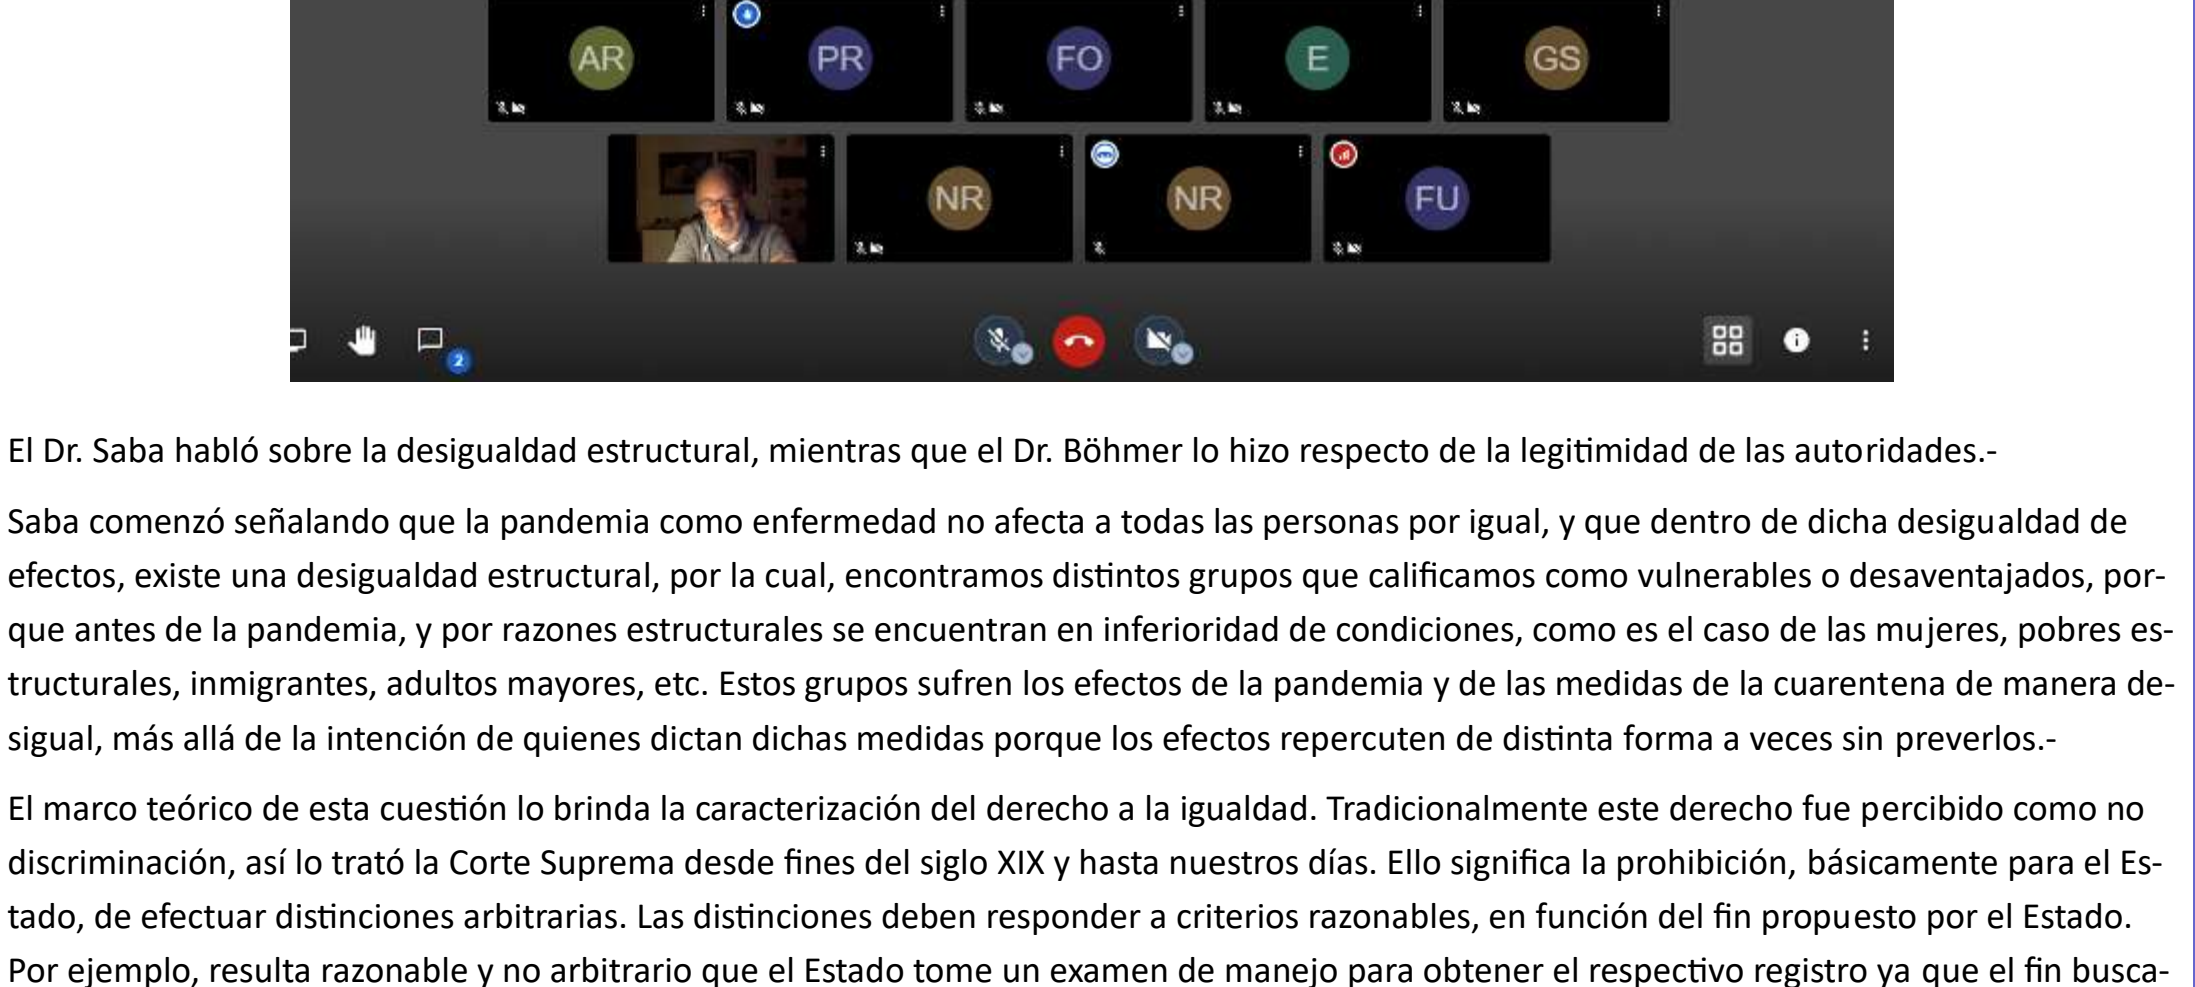 AR
PR
FO
E
GS
NR
NR
FU
2
El Dr. Saba habló sobre la desigualdad estructural, mientras que el Dr. Böhmer lo hizo respecto de la legitimidad de las autoridades.-
Saba comenzó señalando que la pandemia como enfermedad no afecta a todas las personas por igual, y que dentro de dicha desigualdad de
efectos, existe una desigualdad estructural, por la cual, encontramos distintos grupos que calificamos como vulnerables o desaventajados, por-
que antes de la pandemia, y por razones estructurales se encuentran en inferioridad de condiciones, como es el caso de las mujeres, pobres es-
tructurales, inmigrantes, adultos mayores, etc. Estos grupos sufren los efectos de la pandemia y de las medidas de la cuarentena de manera de-
sigual, más allá de la intención de quienes dictan dichas medidas porque los efectos repercuten de distinta forma a veces sin preverlos.-
El marco teórico de esta cuestión lo brinda la caracterización del derecho a la igualdad. Tradicionalmente este derecho fue percibido como no
discriminación, así lo trató la Corte Suprema desde fines del siglo XIX y hasta nuestros días. Ello significa la prohibición, básicamente para el Es-
tado, de efectuar distinciones arbitrarias. Las distinciones deben responder a criterios razonables, en función del fin propuesto por el Estado.
Por ejemplo, resulta razonable y no arbitrario que el Estado tome un examen de manejo para obtener el respectivo registro ya que el fin busca-